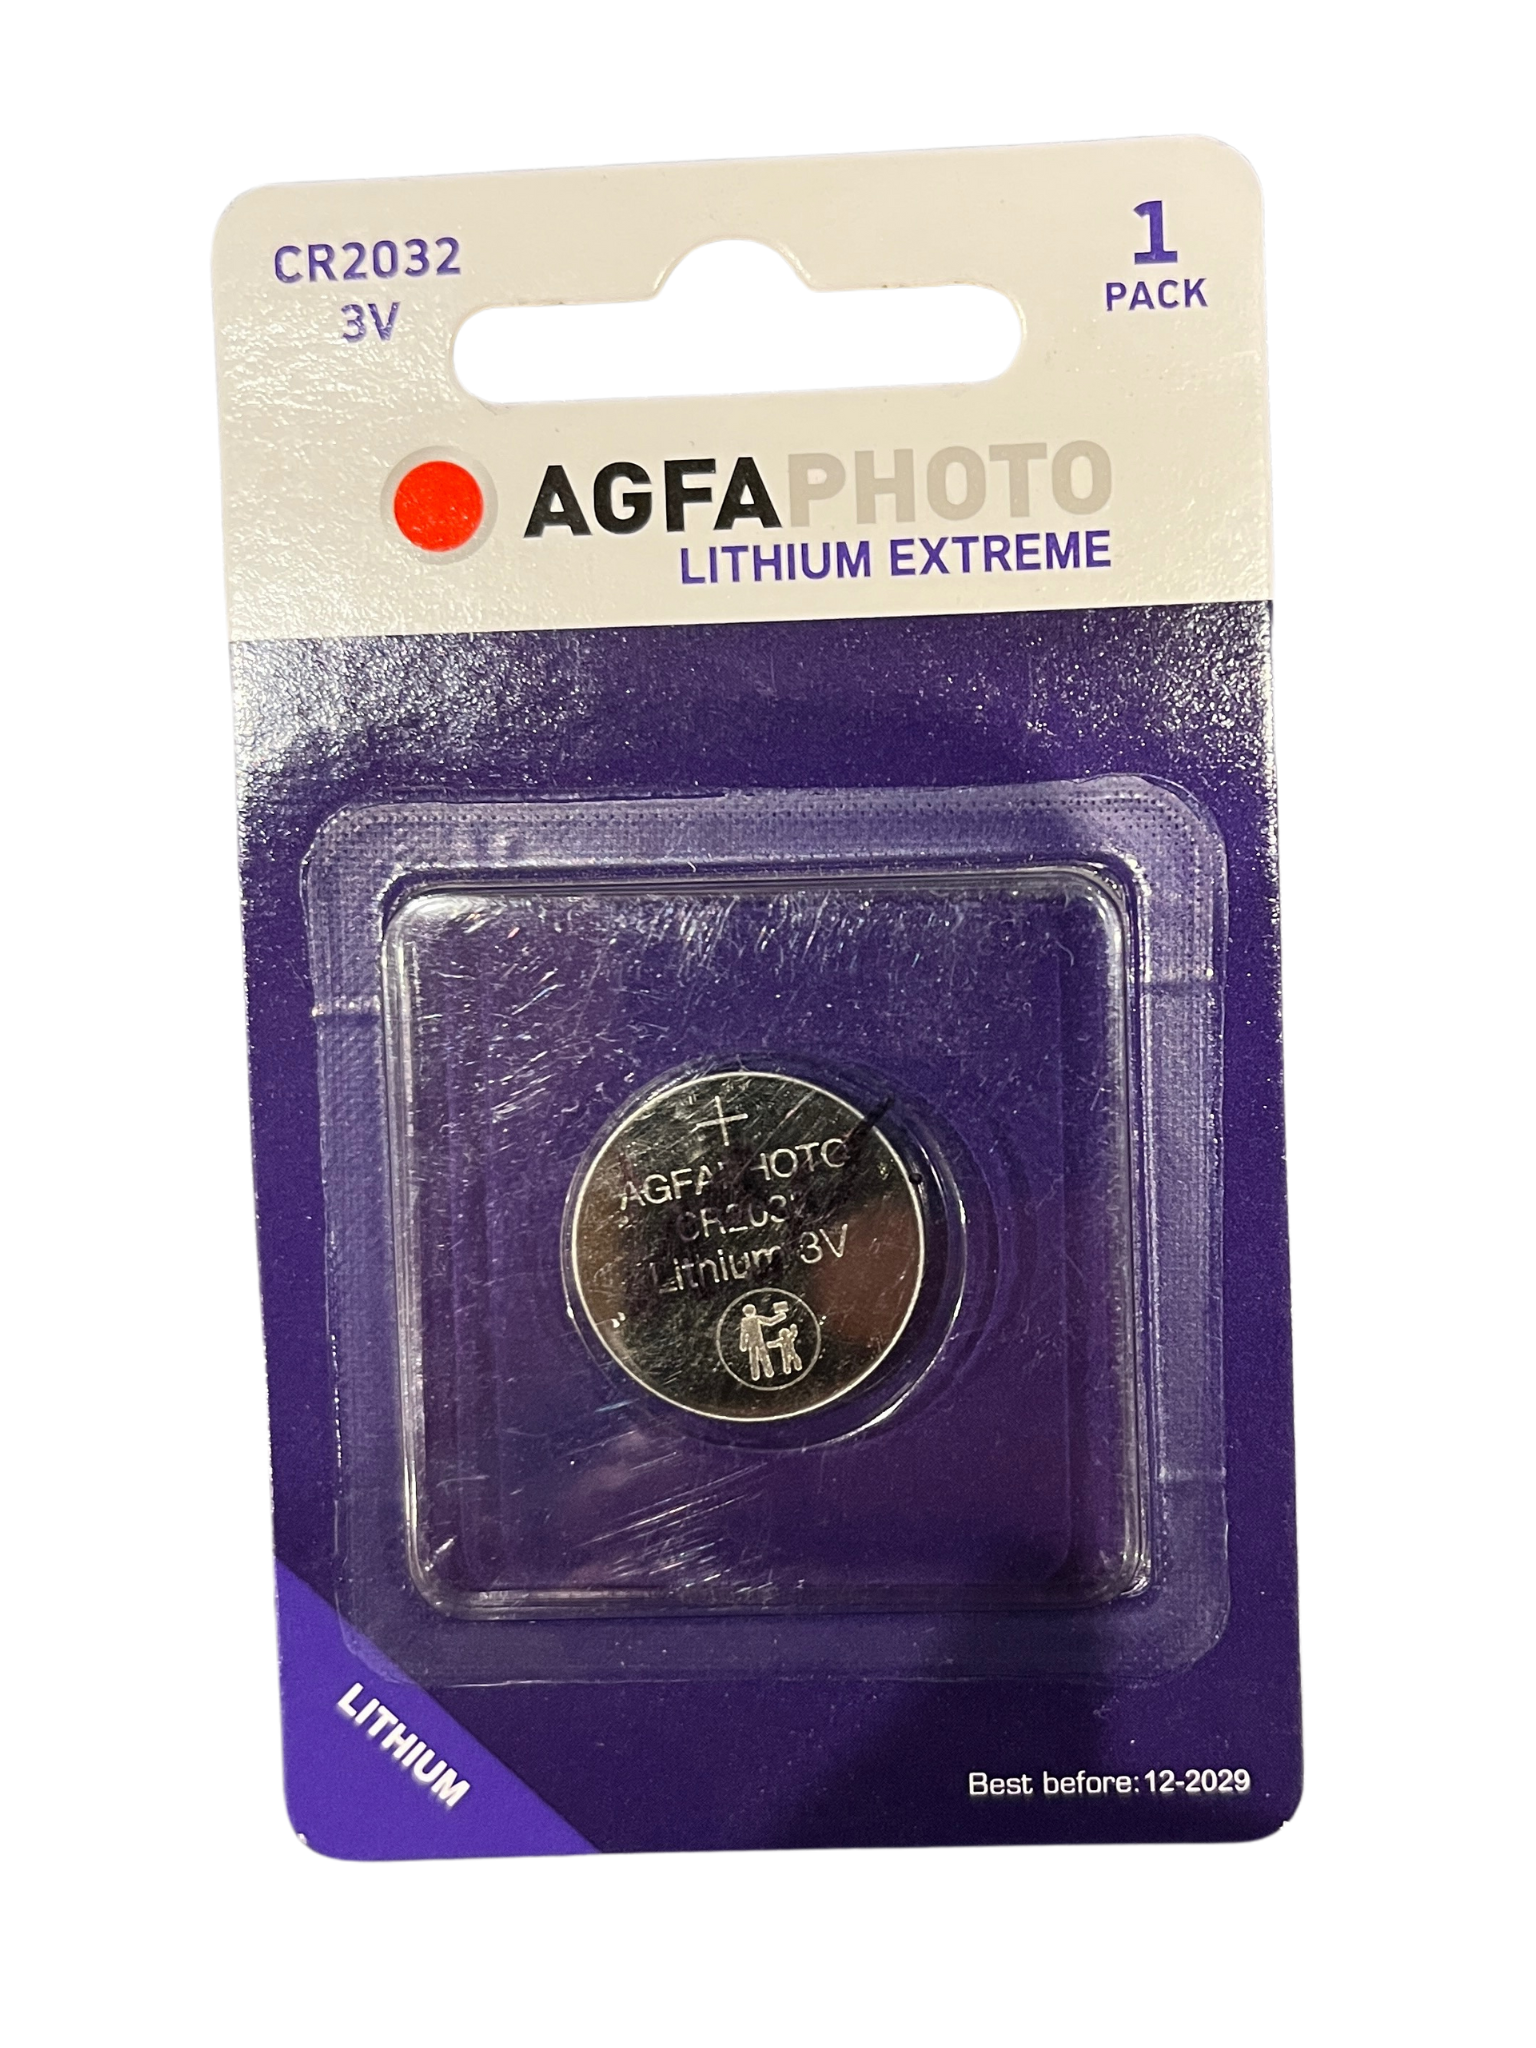 CR2032
3V
1
PACK
AGFAPHOTO
LITHIUM EXTREME
+
AGFAPHOTO
CR2032
Lithium 3V
LITHIUM
Best before: 12-2029